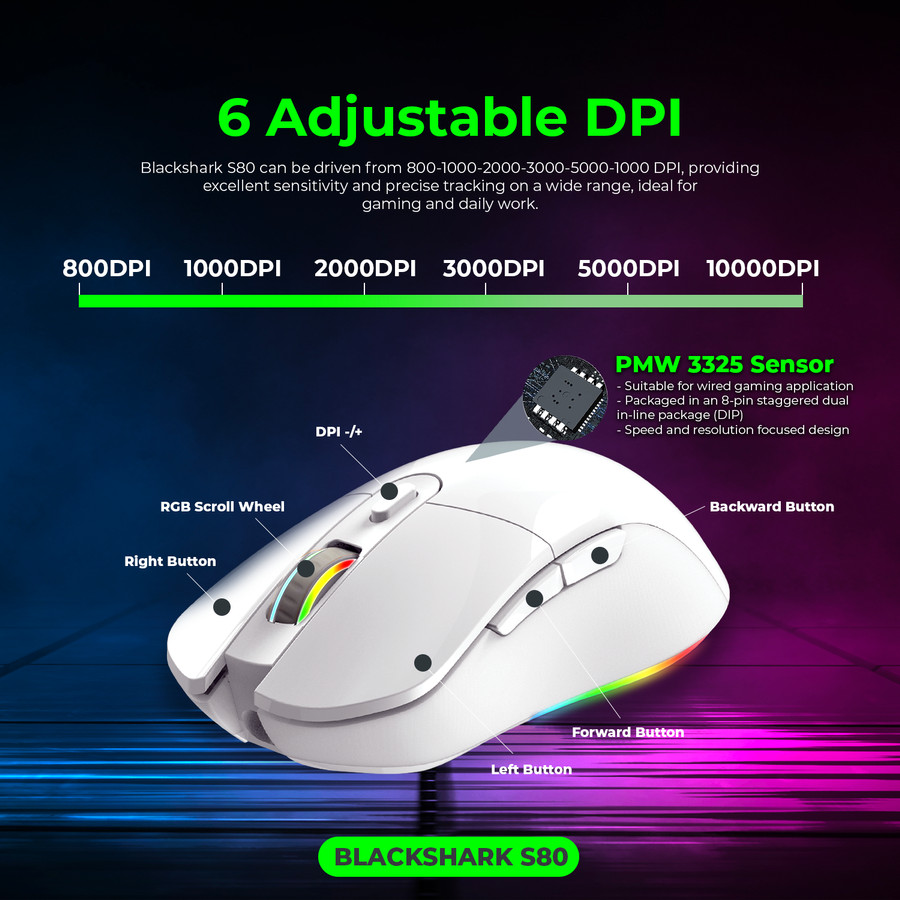 6 Adjustable DPI
Blackshark S80 can be driven from 800-1000-2000-3000-5000-1000 DPI, providing
excellent sensitivity and precise tracking on a wide range, ideal for
gaming and daily work.
800DPI 1000DPI 2000DPI 3000DPI 5000DPI 10000DPI
PMW 3325 Sensor
- Suitable for wired gaming application
- Packaged in an 8-pin staggered dual
in-line package (DIP)
- Speed and resolution focused design
DPI -/+
RGB Scroll Wheel
Backward Button
Right Button
Forward Button
Left Button
BLACKSHARK S80